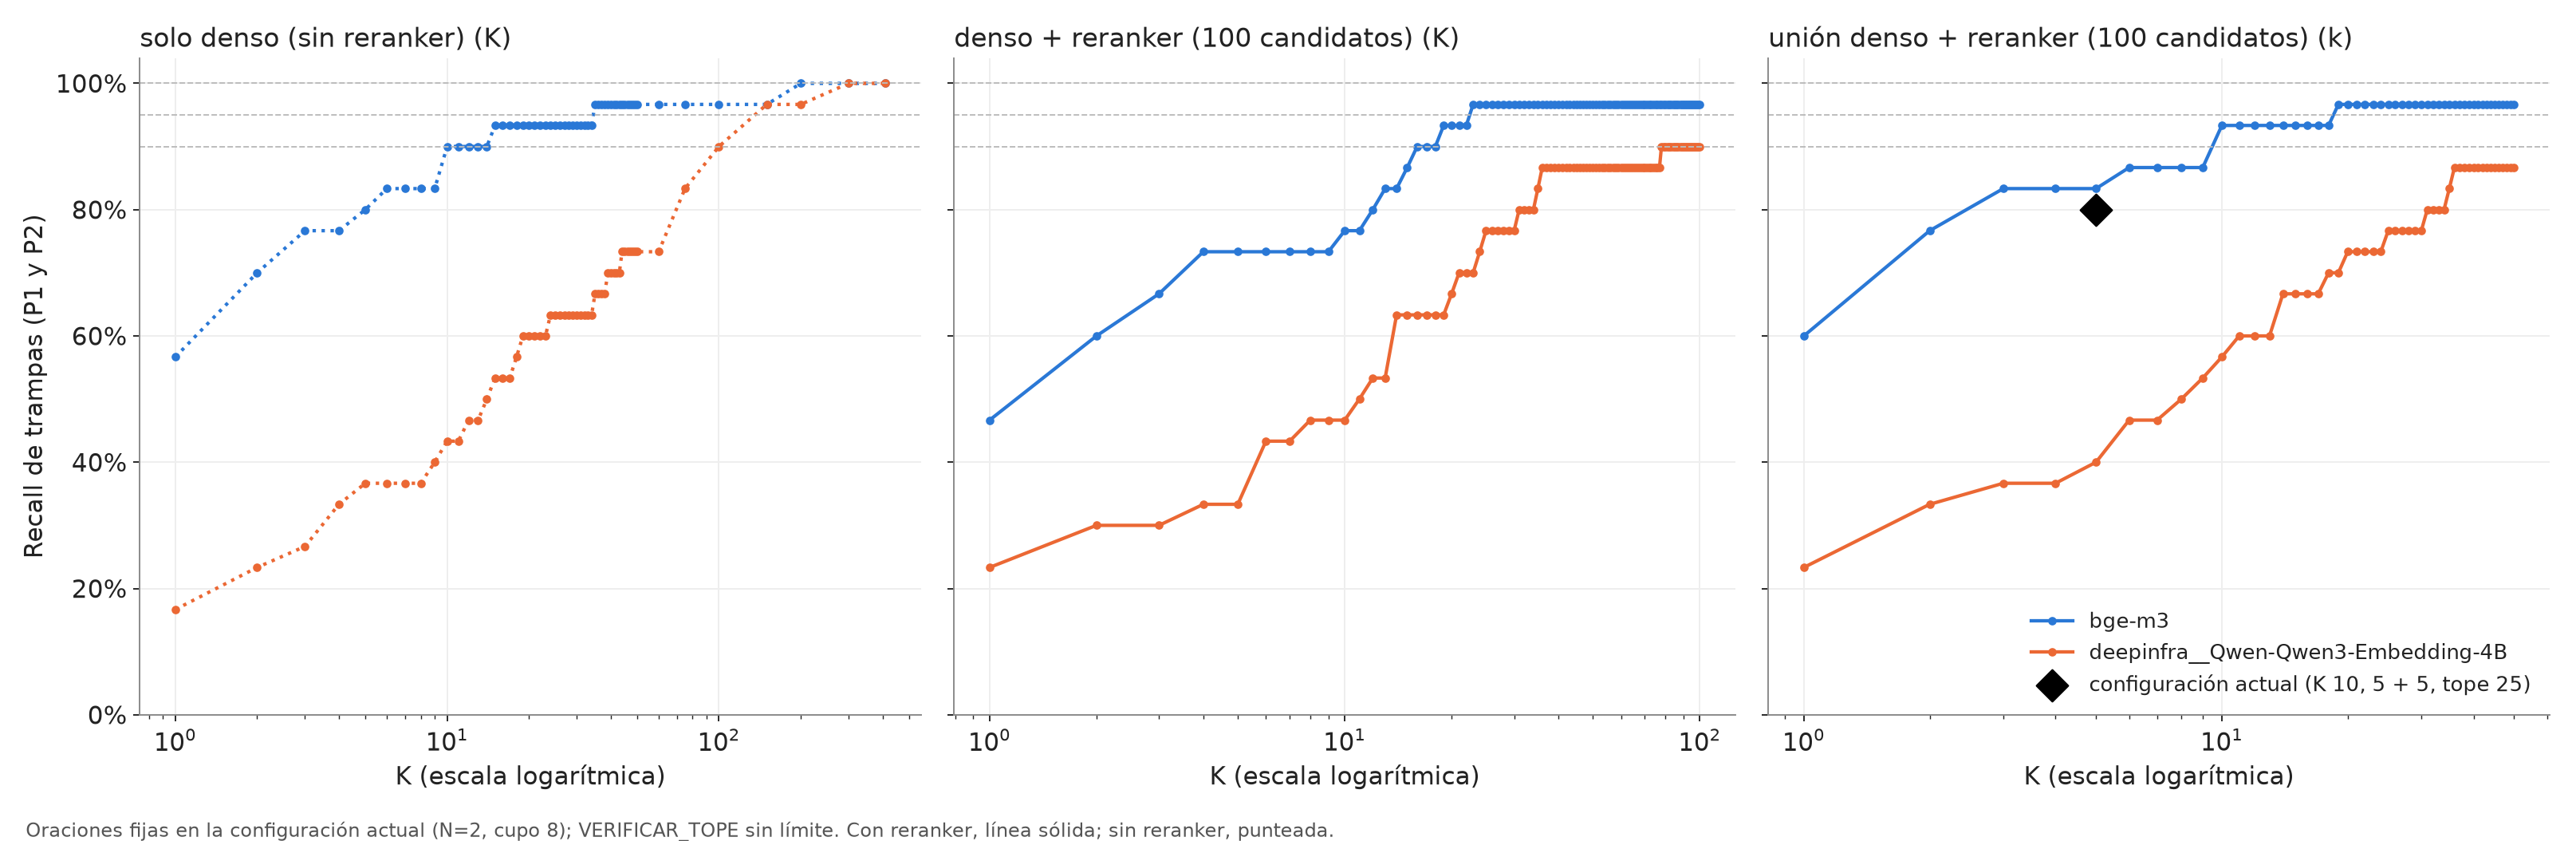 solo denso (sin reranker) (K)
denso + reranker (100 candidatos) (K)
unión denso + reranker (100 candidatos) (k)
Recall de trampas (P1 y P2)
100%
80%
60%
40%
20%
0%
10⁰
10¹
10²
10⁰
10¹
10²
10⁰
10¹
K (escala logarítmica)
K (escala logarítmica)
K (escala logarítmica)
bge-m3
deepinfra__Qwen-Qwen3-Embedding-4B
configuración actual (K 10, 5 + 5, tope 25)
Oraciones fijas en la configuración actual (N=2, cupo 8); VERIFICAR_TOPE sin límite. Con reranker, línea sólida; sin reranker, punteada.